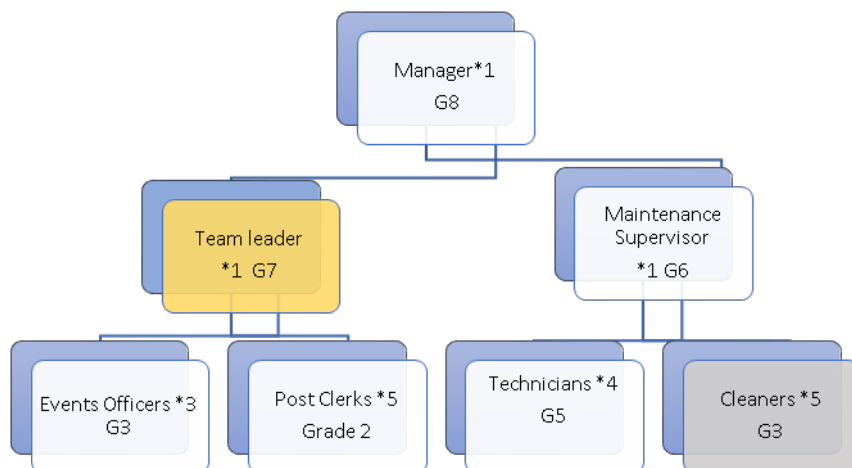 Manager*1
G8
Team leader
*1 G7
Maintenance
Supervisor
*1 G6
Events Officers *3
G3
Post Clerks *5
Grade 2
Technicians *4
G5
Cleaners *5
G3